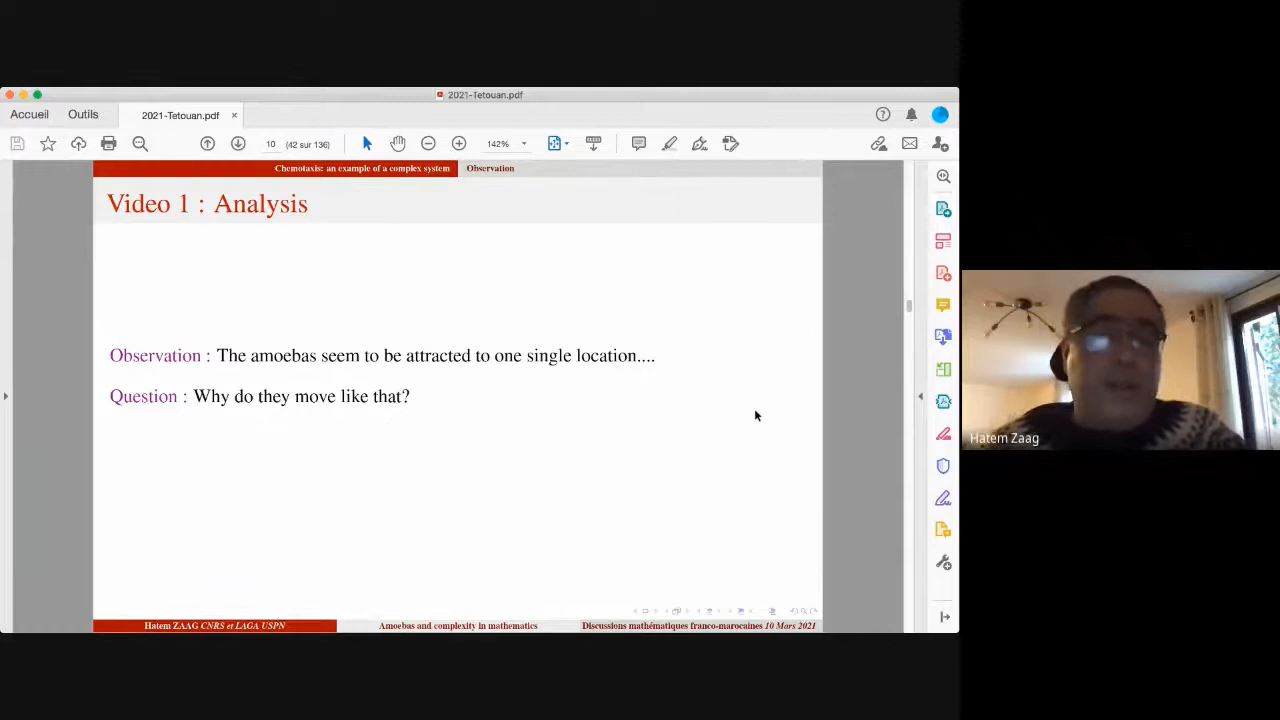 2021-Tetouan.pdf
Accueil
Outils
2021-Tetouan.pdf
×
10
(42 sur 136)
142%
Chemotaxis: an example of a complex system
Observation
Video 1 : Analysis
Observation : The amoebas seem to be attracted to one single location....
Question : Why do they move like that?
Hatem Zaag
Hatem ZAAG CNRS et LAGA USPN
Amoebas and complexity in mathematics
Discussions mathématiques franco-marocaines 10 Mars 2021